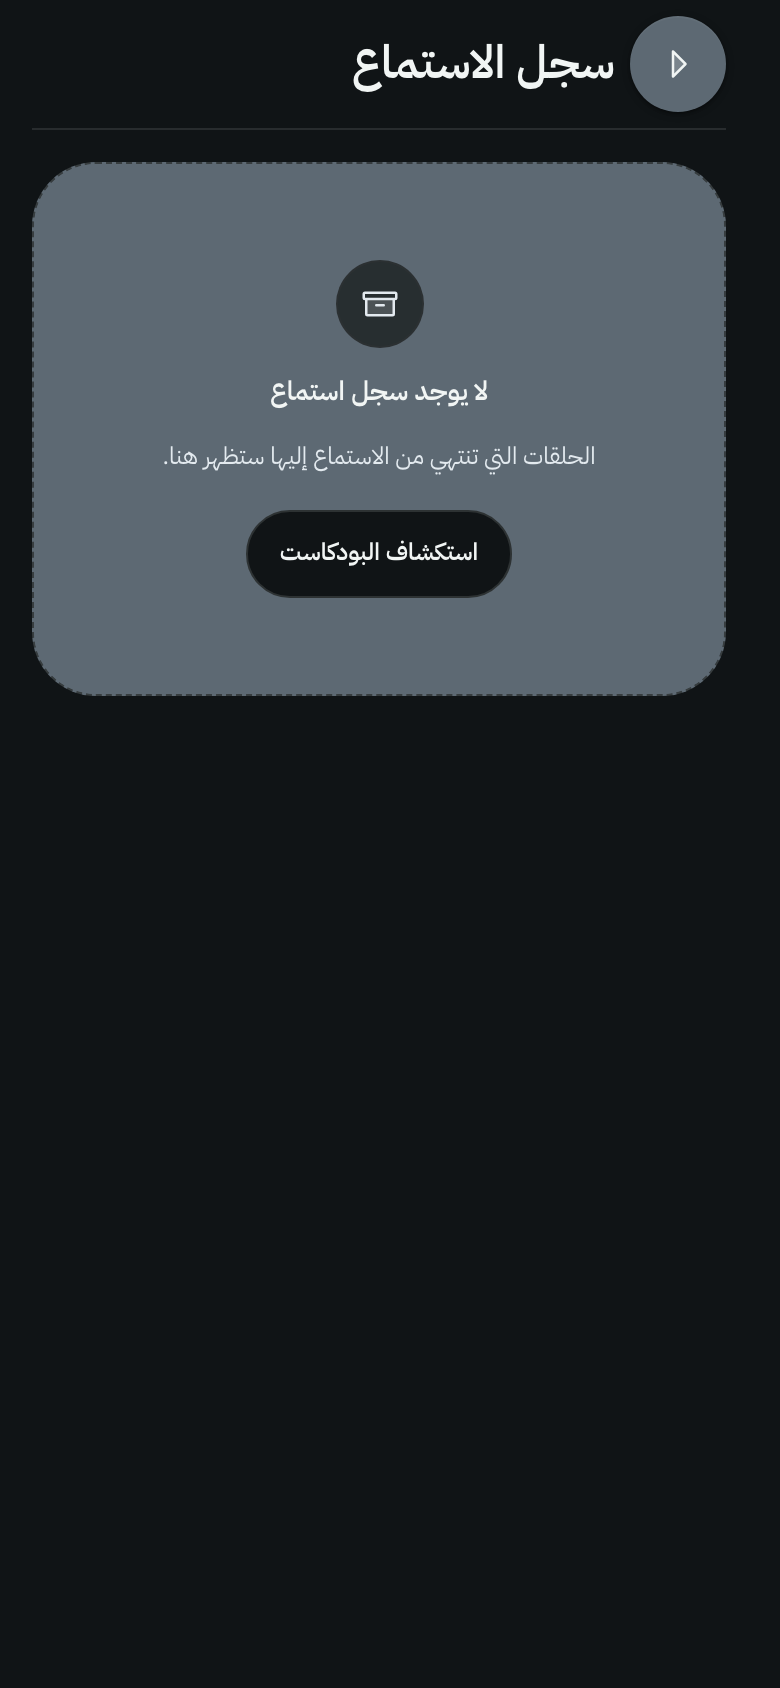 سجل الاستماع
لا يوجد سجل استماع
الحلقات التي تنتهي من الاستماع إليها ستظهر هنا.
استكشاف البودكاست